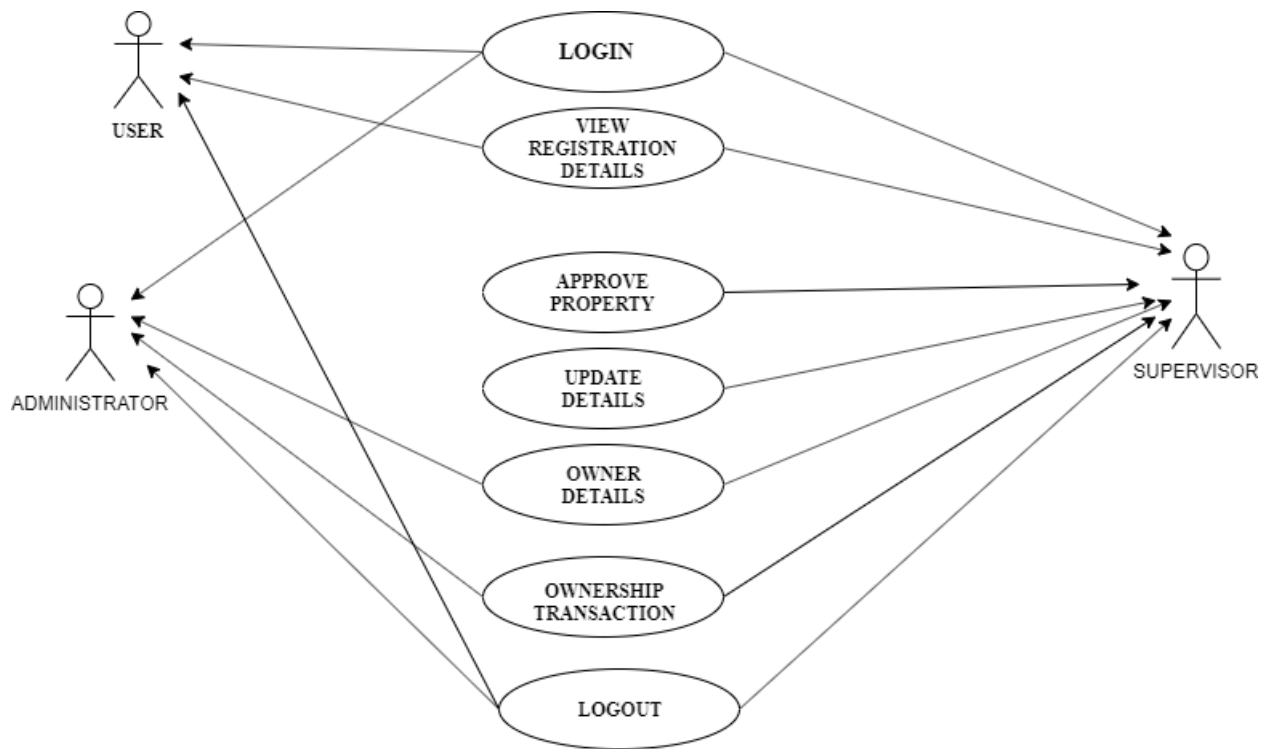 LOGIN
USER
VIEW
REGISTRATION
DETAILS
APPROVE
PROPERTY
SUPERVISOR
ADMINISTRATOR
UPDATE
DETAILS
OWNER
DETAILS
OWNERSHIP
TRANSACTION
LOGOUT